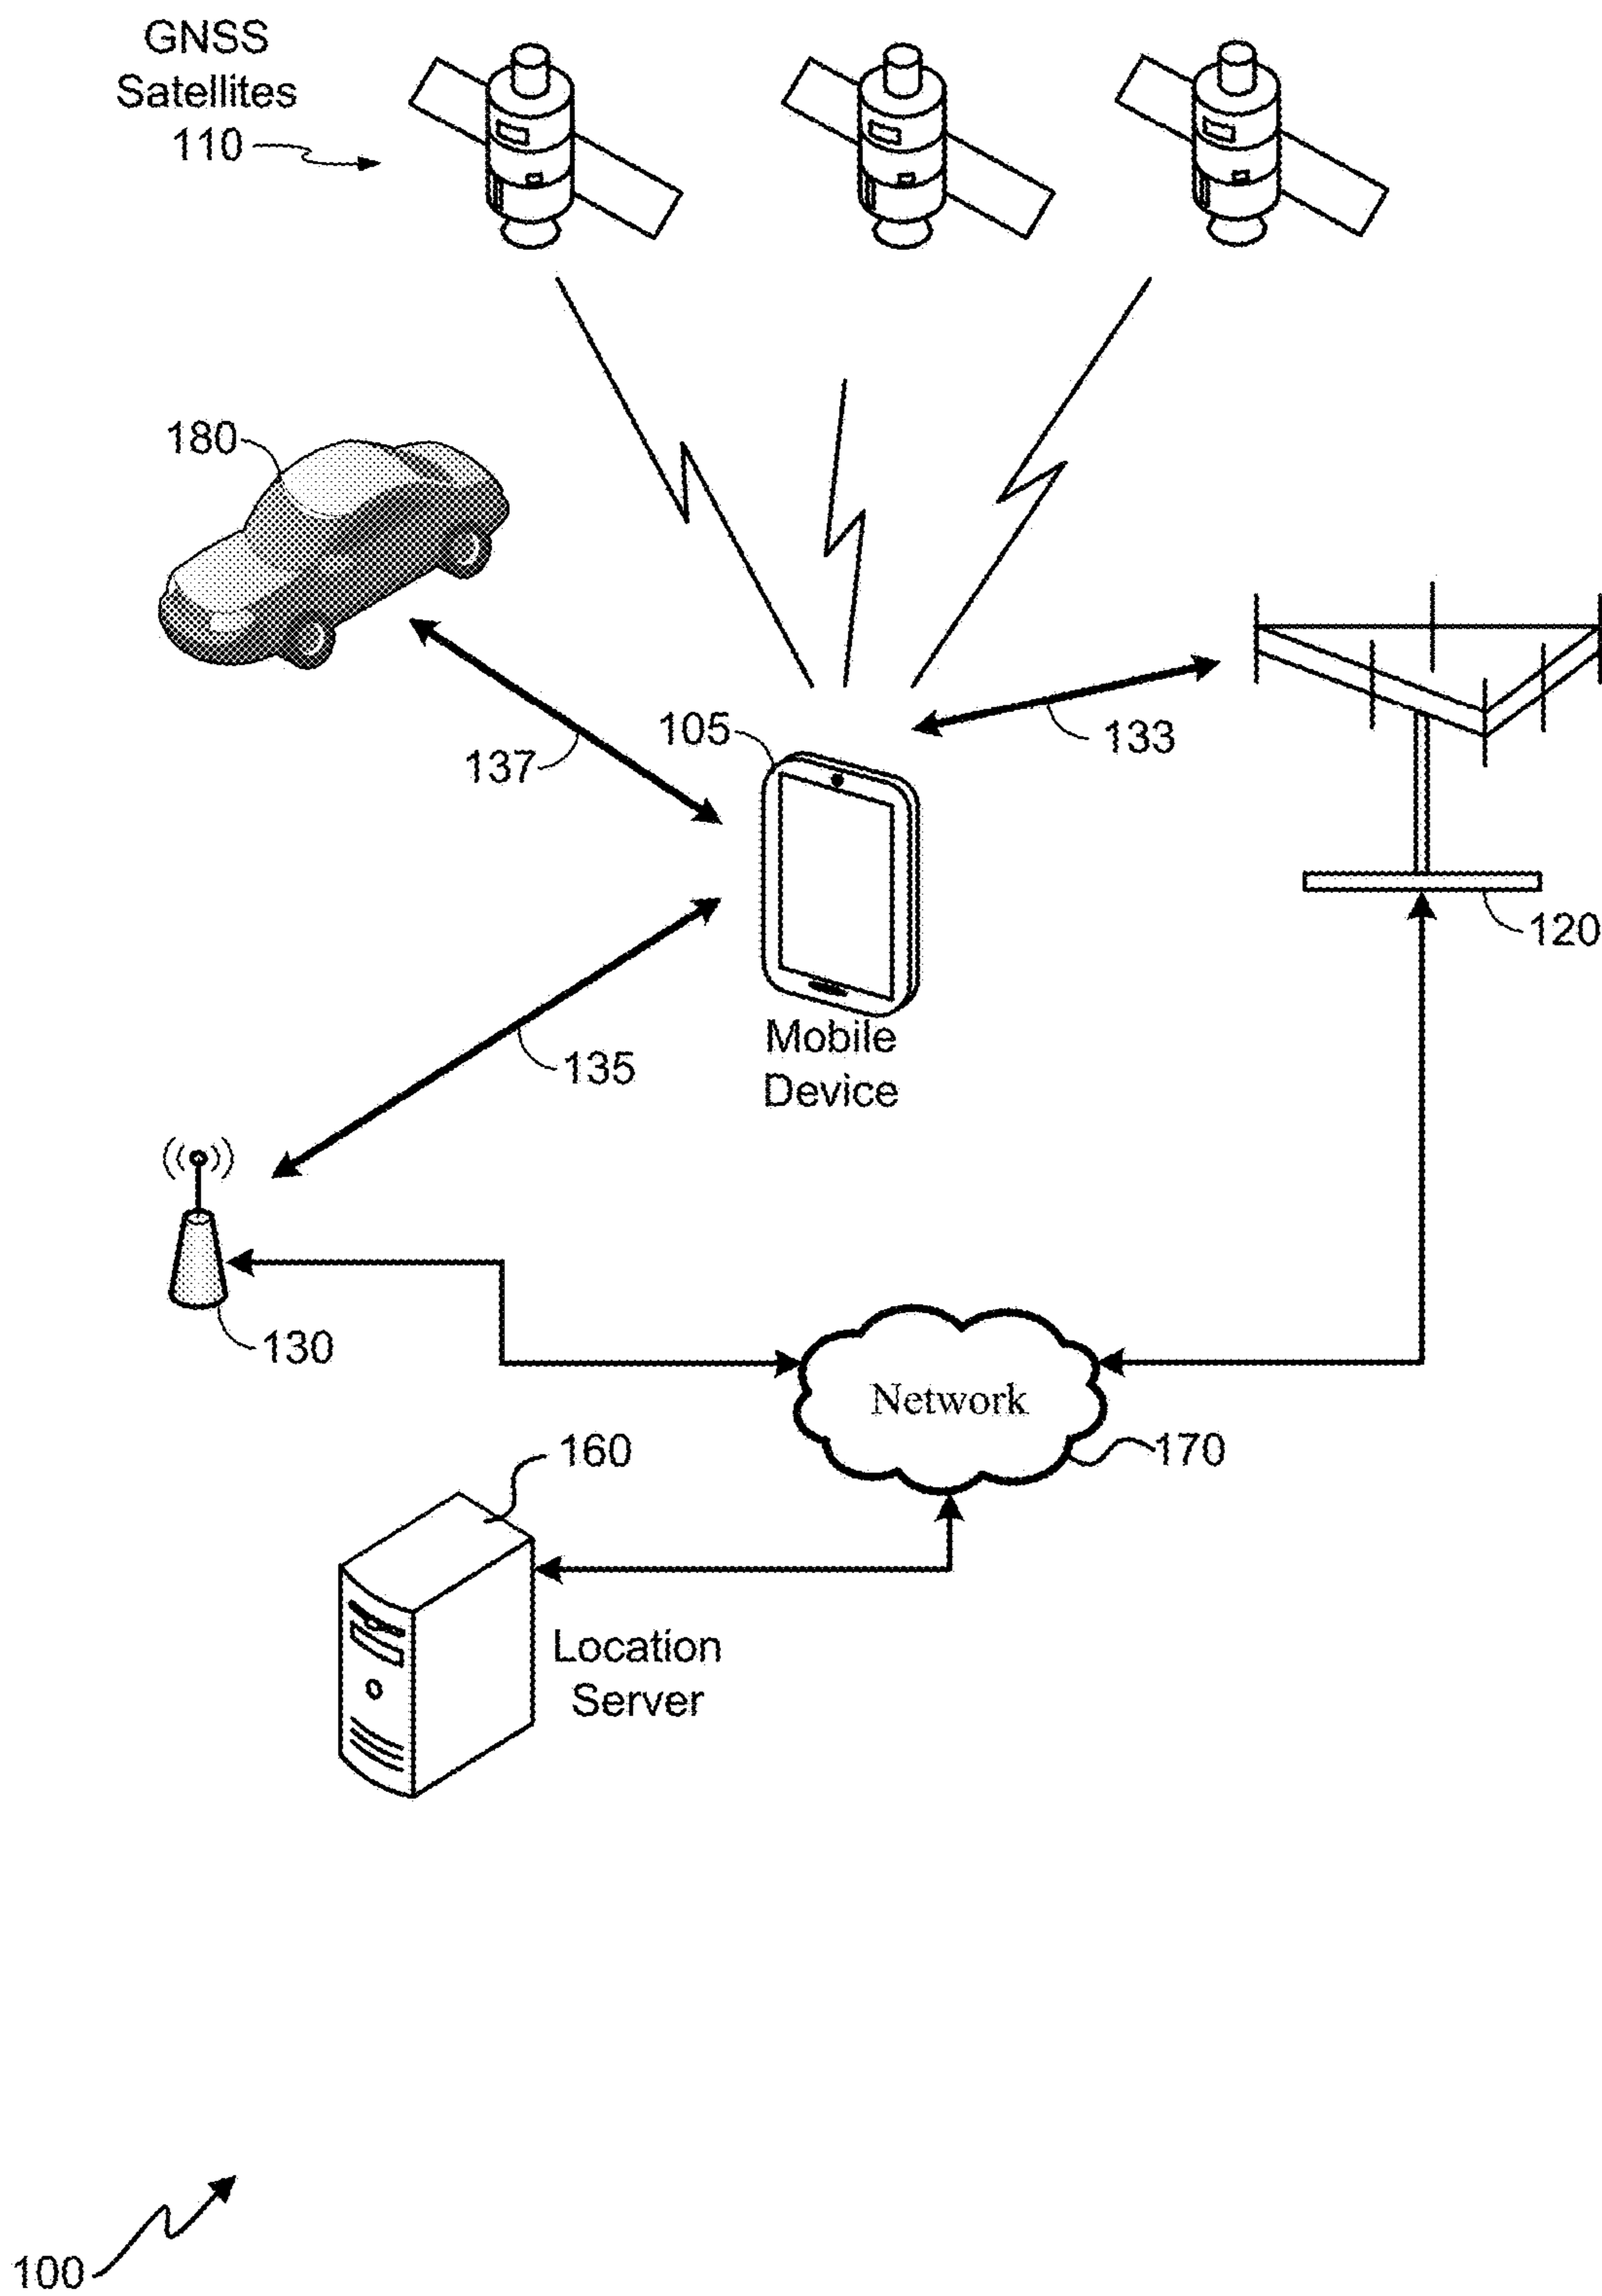 GNSS
Satellites
110
180
105
133
137
120
135
Mobile
Device
130
Network
170
160
Location
Server
100